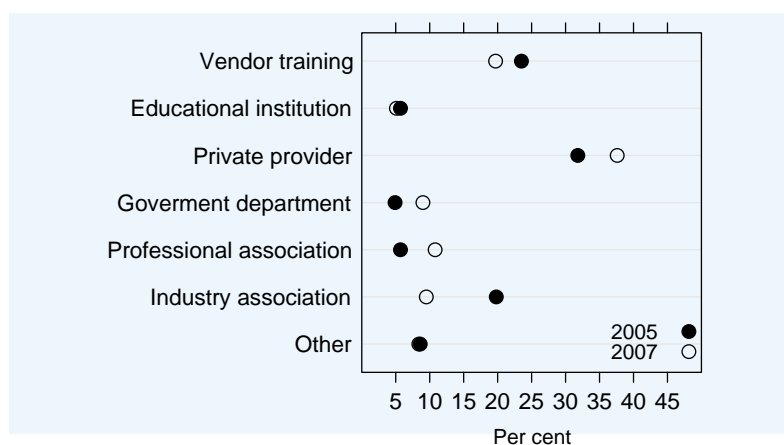 Vendor training
Educational institution
Private provider
Goverment department
Professional association
Industry association
Other
2005
2007
5 10 15 20 25 30 35 40 45
Per cent